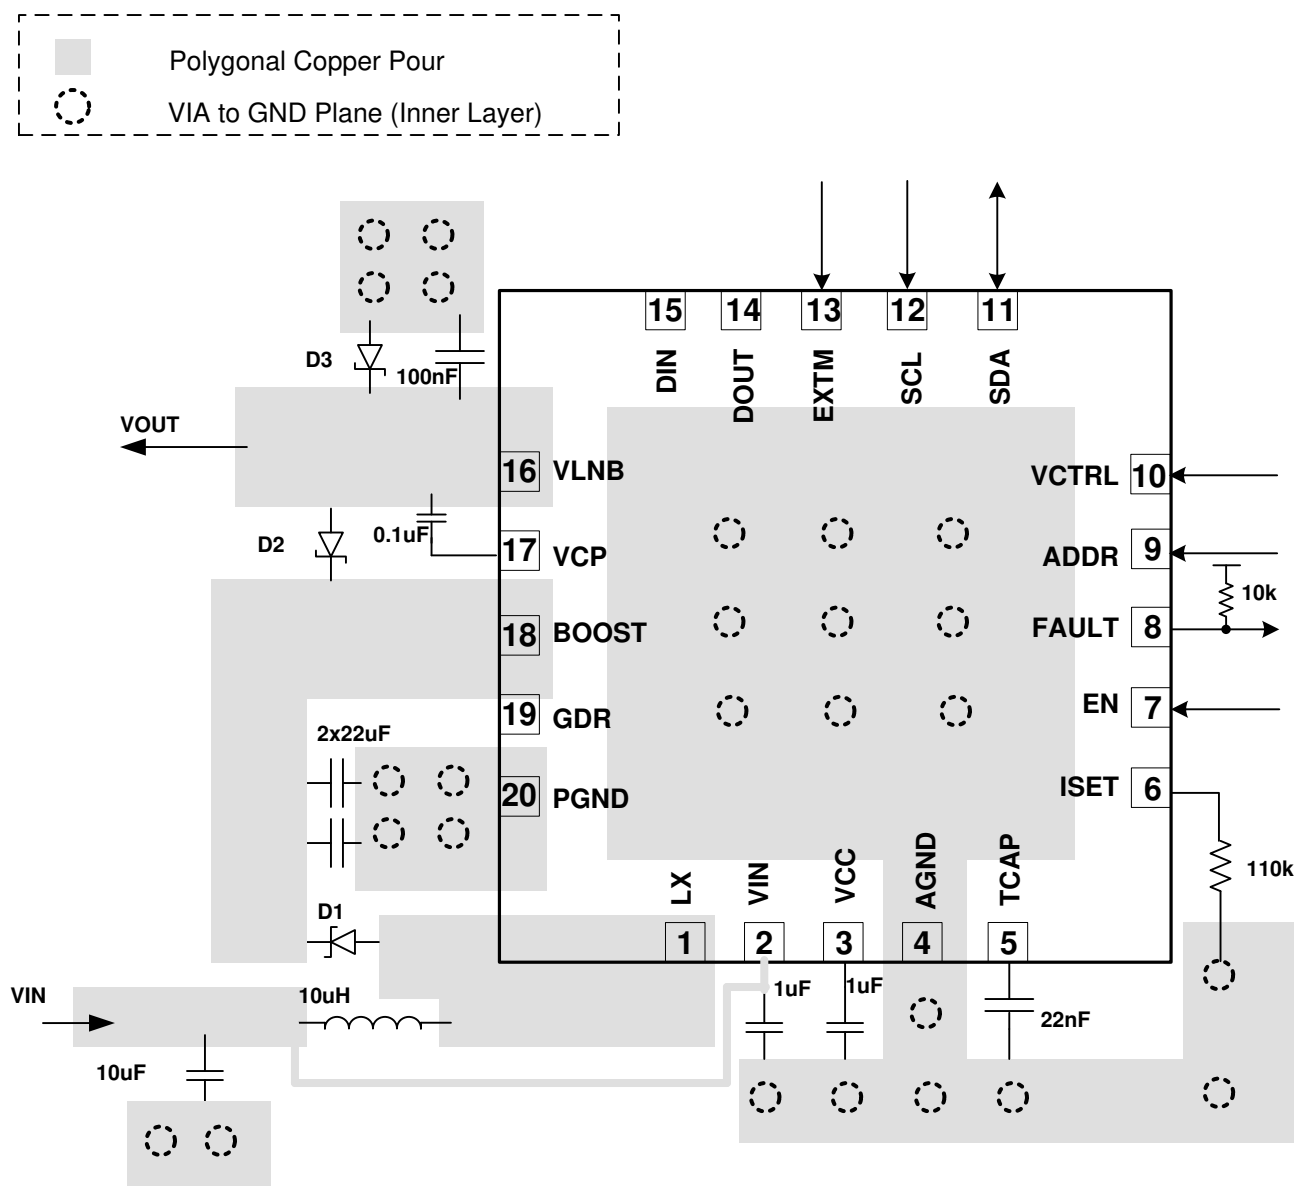 Polygonal Copper Pour
VIA to GND Plane (Inner Layer)
15
14
13
12
11
DIN
DOUT
EXTM
SCL
SDA
D3
100nF
VOUT
16 VLNB
VCTRL 10
D2
0.1uF
17 VCP
ADDR 9
10k
18 BOOST
FAULT 8
19 GDR
EN 7
2x22uF
20 PGND
ISET 6
110k
LX
VIN
VCC
AGND
TCAP
D1
1
2
3
4
5
VIN
10uH
1uF
1uF
22nF
10uF